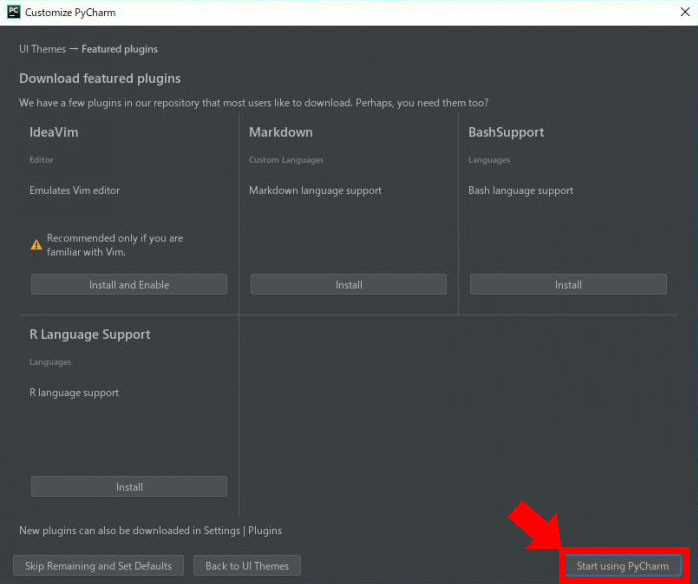 PC Customize PyCharm
UI Themes — Featured plugins
Download featured plugins
We have a few plugins in our repository that most users like to download. Perhaps, you need them too?
IdeaVim
Editor
Emulates Vim editor
Recommended only if you are
familiar with Vim.
Install and Enable
Markdown
Custom Languages
Markdown language support
Install
BashSupport
Languages
Bash language support
Install
R Language Support
Languages
R language support
Install
New plugins can also be downloaded in Settings | Plugins
Skip Remaining and Set Defaults
Back to UI Themes
Start using PyCharm